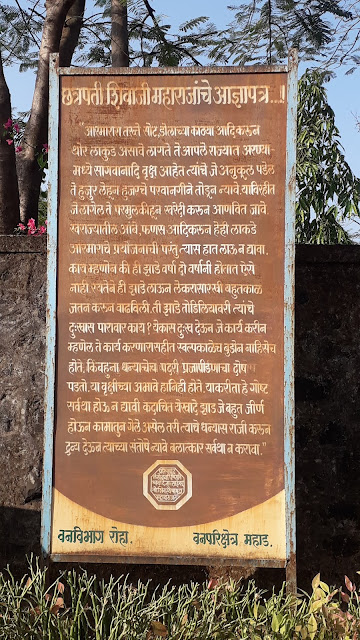 छत्रपती शिवाजी महाराजांचे आज्ञापत्र...!
"आरमारास तख्ते सोट, डोलाच्या काठ्या आदिकरून
थोर लाकुड असावे लागते ते आपले राज्यात अरण्या-
मध्ये सागवानादि वृक्ष आहेत त्यांचे जे अनुकूल पडेल
ते हुजुर लेहून हजरतेे परवानगीने तोडून न्यावे. याविरहीत
जे लागेल ते परमुलकीहून खरेदी करून आणवित जावे.
स्वराज्यातील आंबे, फणस आदिकरून हेही लाकडे
आरमाराचे प्रयोजनाची परंतु त्यास हात लाऊ न द्यावा.
काय म्हणोन की ही झाडे वर्षा दो वर्षानी होतात ऐसे
नाही. रयतेने ही झाडे लाऊन लेकरासारखी बहुतकाळ
जतन करून वाढविली. ती झाडे तोडिलियावरी त्यांचे
दुःखास पारावार काय? येकास दुःख देऊन जे कार्य करीन
म्हणेल ते कार्य करणारासहीत स्वल्पकाळेच बुडोन नाहिसेच
होते, किंबहुना धन्याचेच पदरी प्रजापीडणाचा दोष
पडतो. या वृक्षांच्या अभावे हानिही होते. याकरीता हे गोष्ट
सर्वथा होऊ न द्यावी कदाचित येखादे झाड जे बहुत जीर्ण
होऊन कामातुन गेले असेल तरी त्याचे धन्यास राजी करून
द्रव्य देऊन त्याच्या संतोषे न्यावे बलात्कार सर्वथा न करावा."
वनविभाग रोहा. वनपरिक्षेत्र महाड.